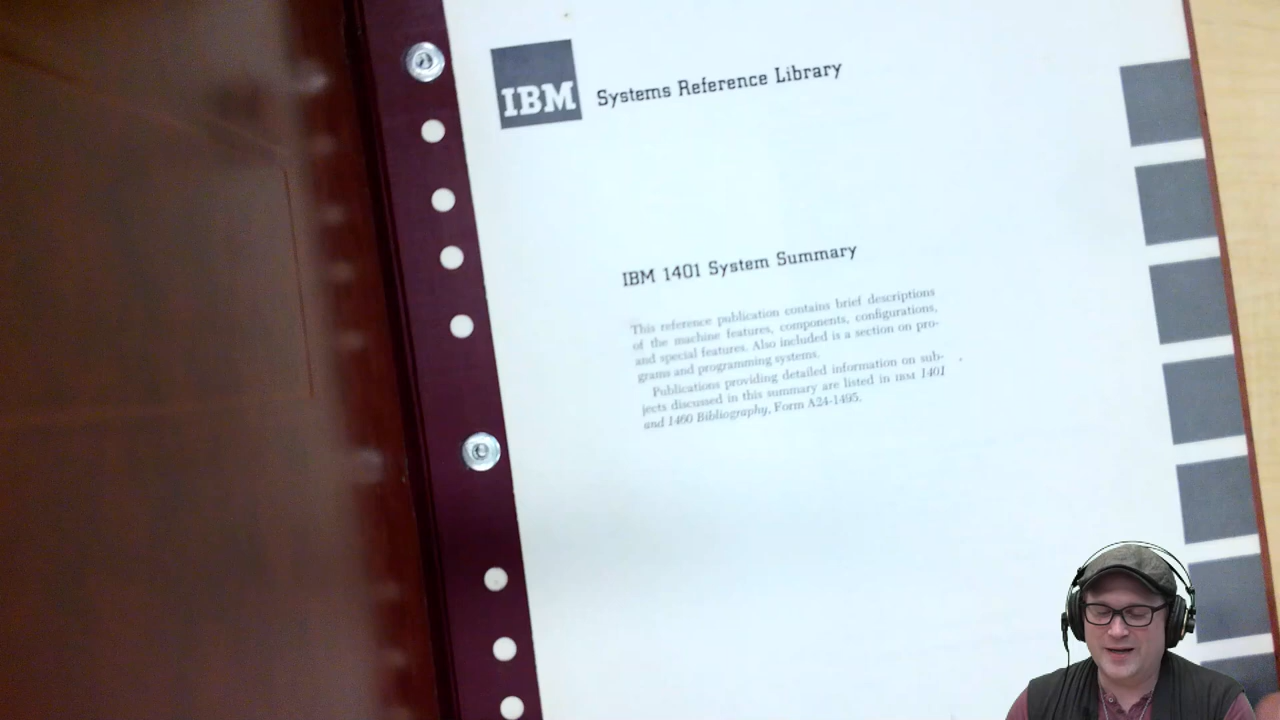 IBM
Systems Reference Library
IBM 1401 System Summary
This reference publication contains brief descriptions
of the machine features, components, configurations,
and special features. Also included is a section on pro-
grams and programming systems.
Publications providing detailed information on sub-
jects discussed in this summary are listed in IBM 1401
and 1460 Bibliography, Form A24-1495.